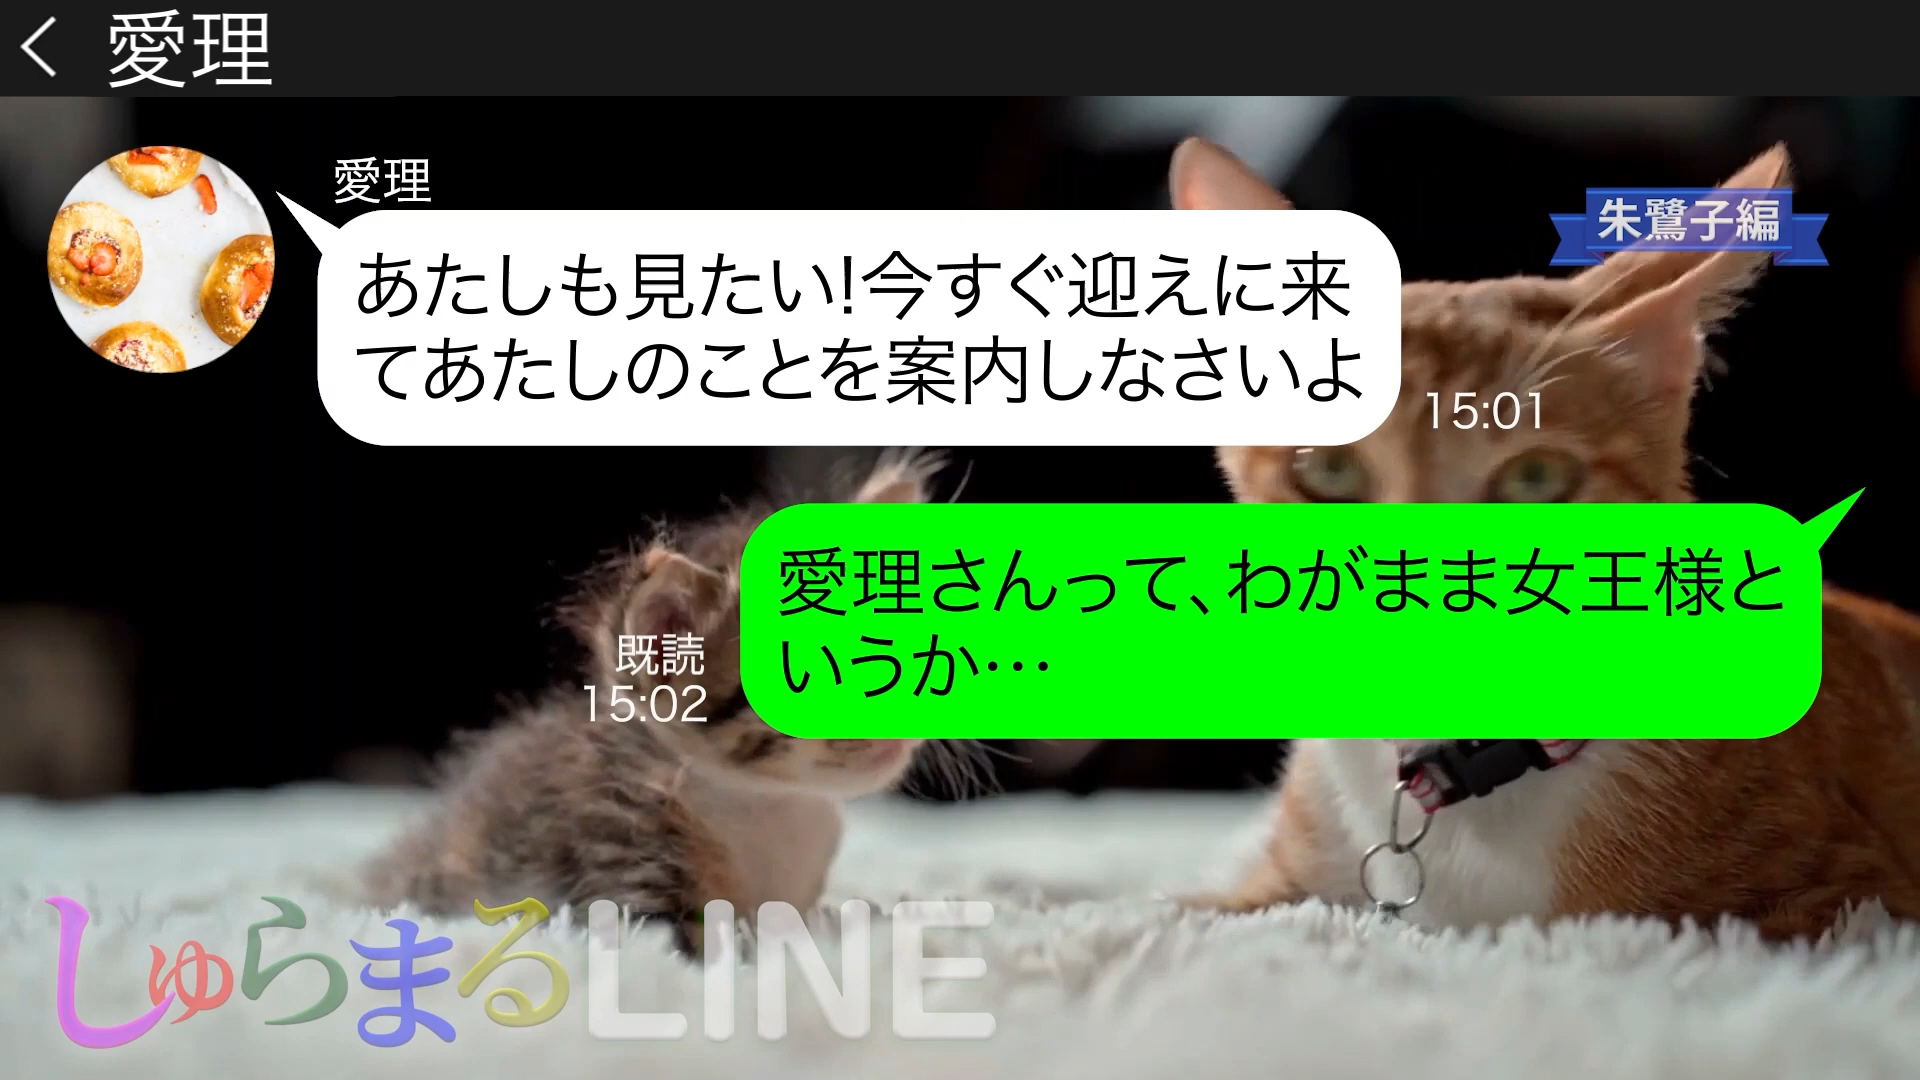 愛理
愛理
朱鷺子編
あたしも見たい!今すぐ迎えに来
てあたしのことを案内しなさいよ
15:01
愛理さんって、わがまま女王様と
いうか…
既読
15:02
しゅらまるLINE